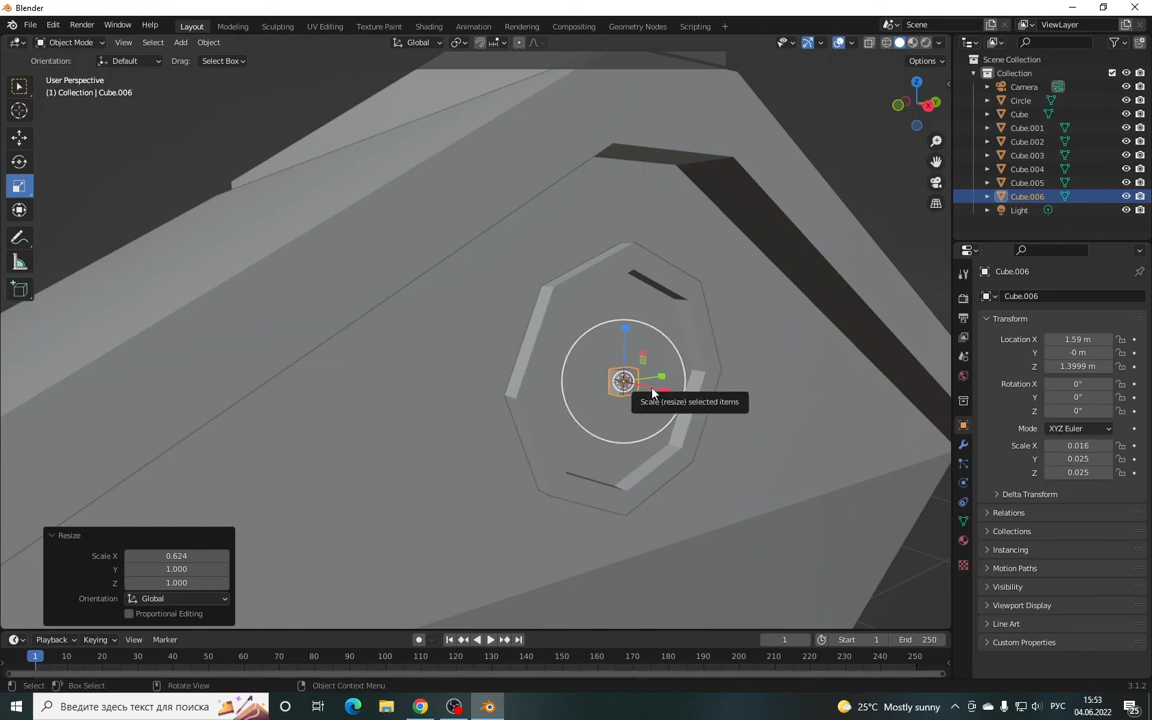 Blender
File Edit Render Window Help Layout Modeling Sculpting UV Editing Texture Paint Shading Animation Rendering Compositing Geometry Nodes Scripting + Scene ViewLayer
Object Mode View Select Add Object Global
Orientation: Default Drag: Select Box Options
User Perspective
(1) Collection | Cube.006
Z
Y
X
Scene Collection
Collection
Camera
Circle
Cube
Cube.001
Cube.002
Cube.003
Cube.004
Cube.005
Cube.006
Light
Cube.006
Cube.006
Transform
Location X 1.59 m
Y -0 m
Z 1.3999 m
Rotation X 0°
Y 0°
Z 0°
Mode XYZ Euler
Scale X 0.016
Y 0.025
Z 0.025
Delta Transform
Relations
Collections
Instancing
Motion Paths
Visibility
Viewport Display
Line Art
Custom Properties
Scale (resize) selected items
Resize
Scale X 0.624
Y 1.000
Z 1.000
Orientation Global
Proportional Editing
Playback Keying View Marker 1 Start 1 End 250
1 10 20 30 40 50 60 70 80 90 100 110 120 130 140 150 160 170 180 190 200 210 220 230 240 250
Select Box Select Rotate View Object Context Menu 3.1.2
Введите здесь текст для поиска 25°C Mostly sunny РУС 15:53
04.06.2022 25